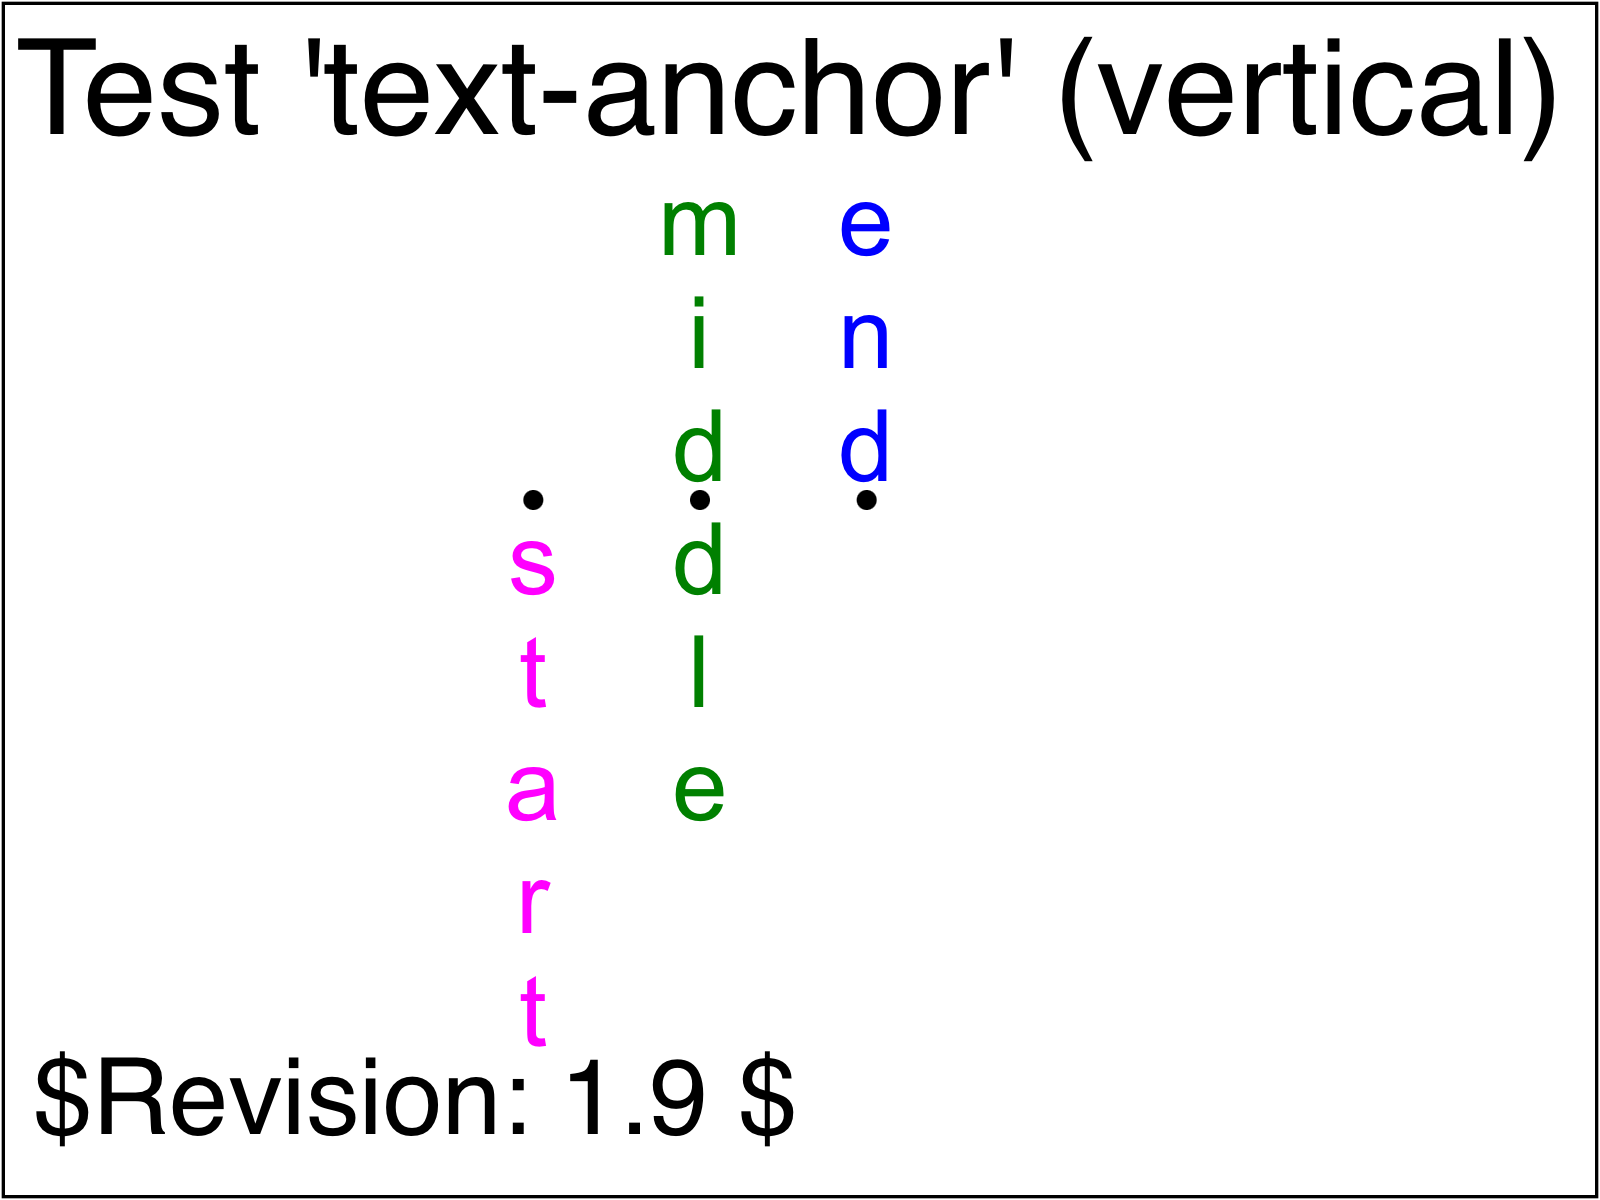 Test 'text-anchor' (vertical)
start
middle
end
$Revision: 1.9 $